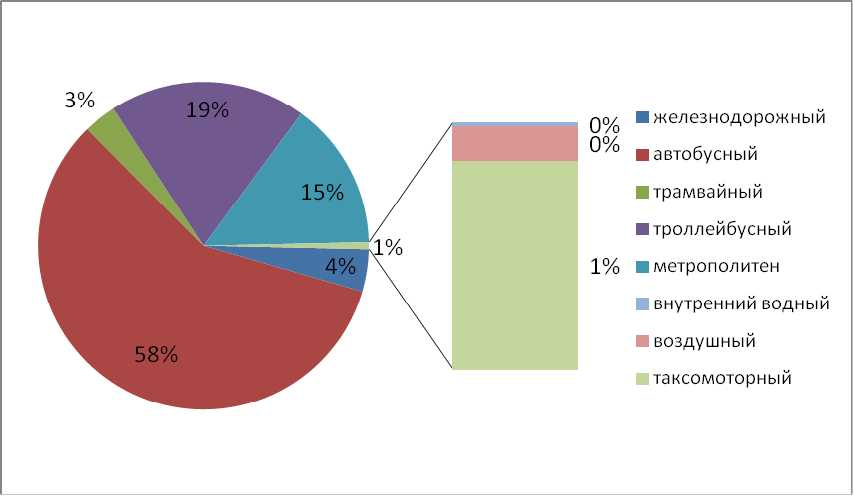 3%
19%
15%
1%
4%
58%
0%
0%
1%
железнодорожный
автобусный
трамвайный
троллейбусный
метрополитен
внутренний водный
воздушный
таксомоторный